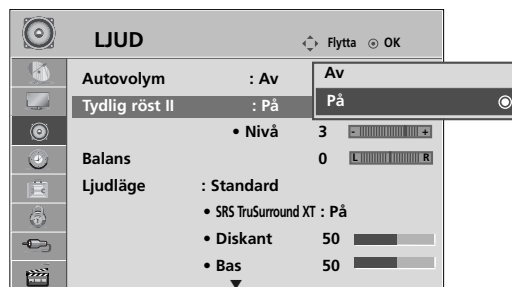 LJUD Flytta OK
Autovolym : Av
Av
Tydlig röst II : På
På
• Nivå 3 - +
Balans 0 L R
Ljudläge : Standard
• SRS TruSurround XT : På
• Diskant 50
• Bas 50